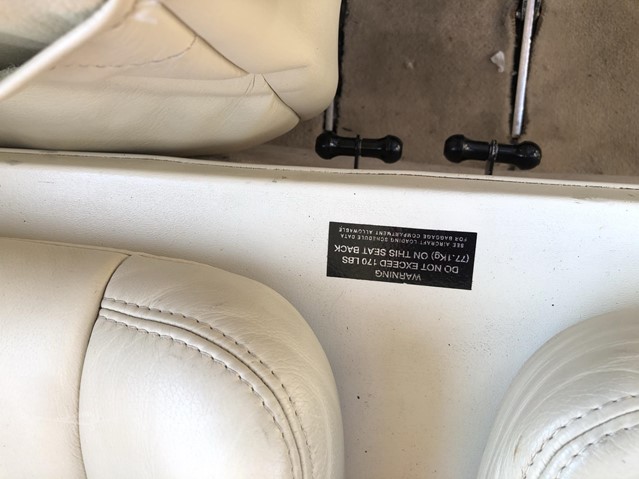 WARNING
DO NOT EXCEED 170 LBS
(77.1Kg) ON THIS SEAT BACK
SEE AIRCRAFT LOADING SCHEDULE DATA
FOR BAGGAGE COMPARTMENT ALLOWABLE